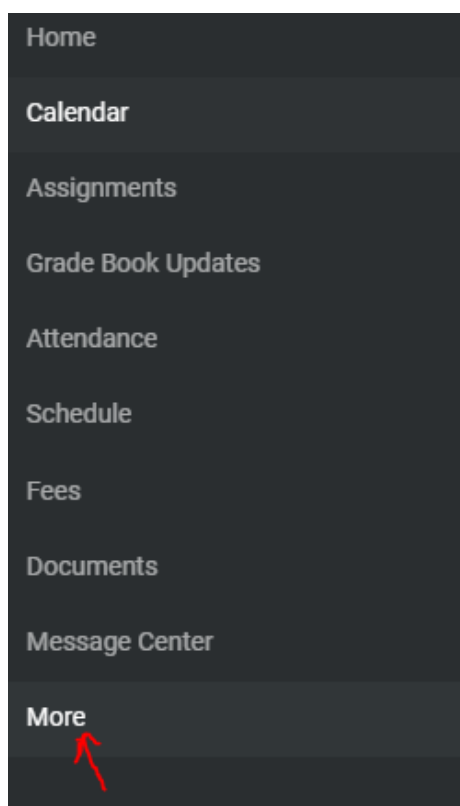 Home
Calendar
Assignments
Grade Book Updates
Attendance
Schedule
Fees
Documents
Message Center
More